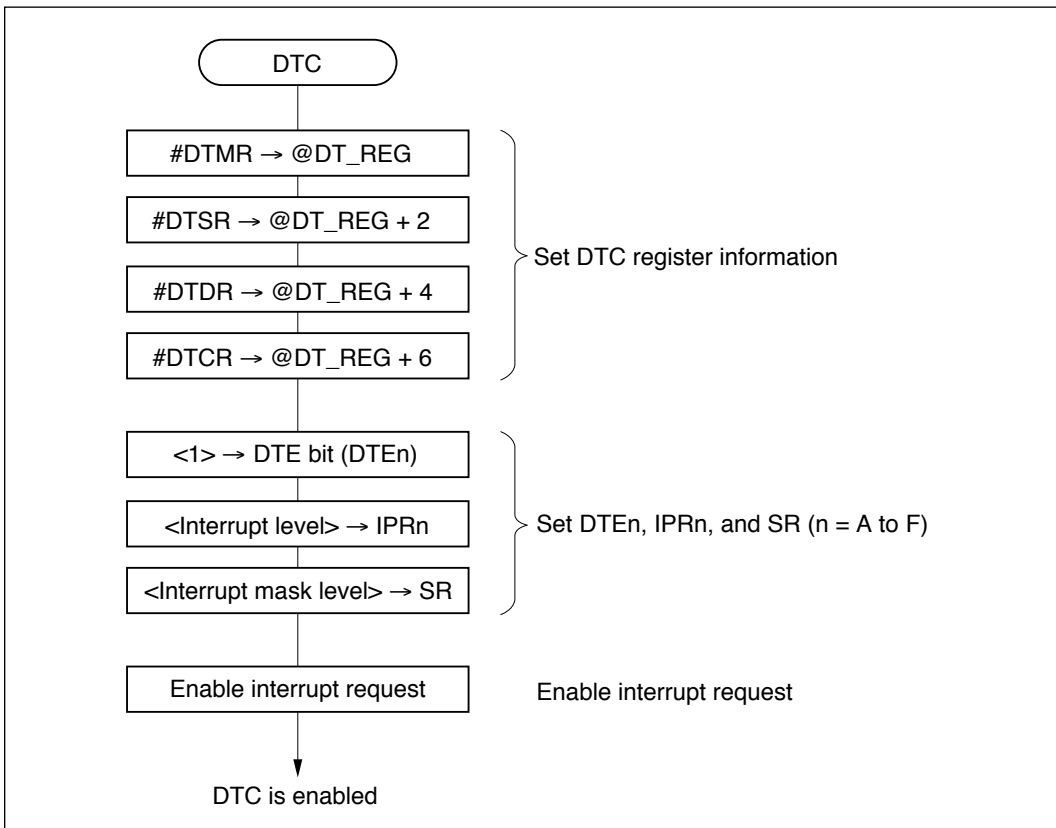 DTC
#DTMR → @DT_REG
#DTSR → @DT_REG + 2
#DTDR → @DT_REG + 4
#DTCR → @DT_REG + 6
Set DTC register information
<1> → DTE bit (DTEn)
<Interrupt level> → IPRn
<Interrupt mask level> → SR
Set DTEn, IPRn, and SR (n = A to F)
Enable interrupt request
Enable interrupt request
DTC is enabled